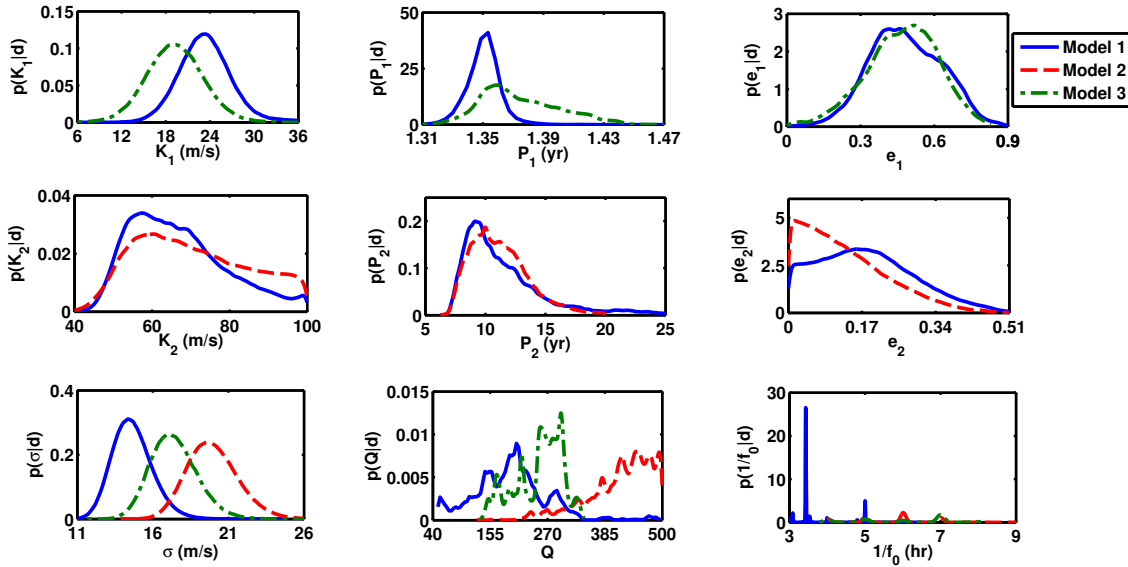 p(K₁|d)
0.15
0.1
0.05
0
6 12 18 24 30 36
K₁ (m/s)
p(P₁|d)
50
25
0
1.31 1.35 1.39 1.43 1.47
P₁ (yr)
p(e₁|d)
3
2
1
0
0 0.3 0.6 0.9
e₁
Model 1
Model 2
Model 3
p(K₂|d)
0.04
0.02
0
40 60 80 100
K₂ (m/s)
p(P₂|d)
0.2
0.1
0
5 10 15 20 25
P₂ (yr)
p(e₂|d)
5
2.5
0
0 0.17 0.34 0.51
e₂
p(σ|d)
0.4
0.2
0
11 16 21 26
σ (m/s)
p(Q|d)
0.015
0.01
0.005
0
40 155 270 385 500
Q
p(1/f₀|d)
30
20
10
0
3 5 7 9
1/f₀ (hr)